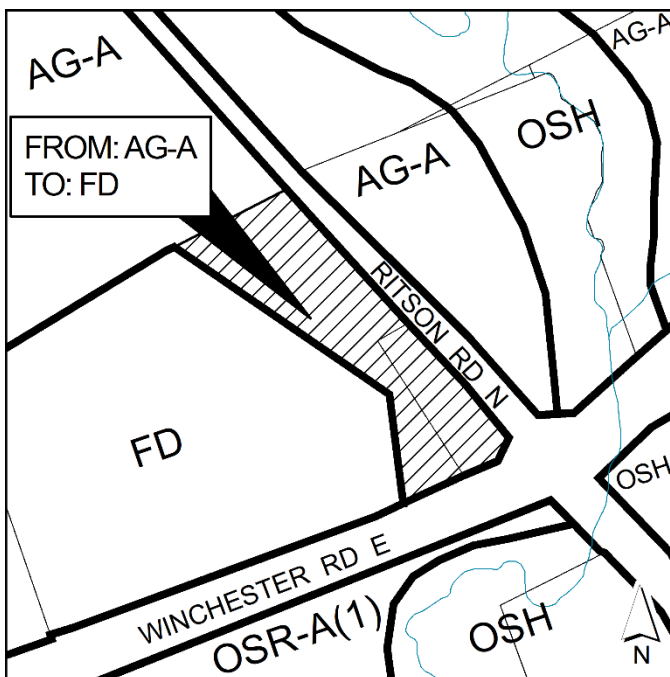 AG-A
AG-A
OSH
FROM: AG-A
TO: FD
AG-A
RITSON RD N
FD
OSH
WINCHESTER RD E
OSR-A(1)
OSH
N